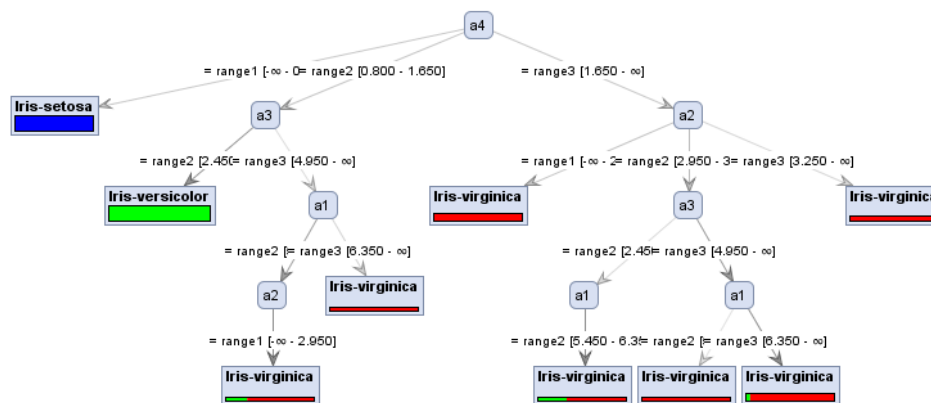 a4
= range1 [-∞ - 0
= range2 [0.800 - 1.650]
= range3 [1.650 - ∞]
Iris-setosa
a3
a2
= range2 [2.450
= range3 [4.950 - ∞]
= range1 [-∞ - 2
= range2 [2.950 - 3
= range3 [3.250 - ∞]
Iris-versicolor
a1
Iris-virginica
a3
Iris-virginica
= range2 [
= range3 [6.350 - ∞]
= range2 [2.450
= range3 [4.950 - ∞]
a2
Iris-virginica
a1
a1
= range1 [-∞ - 2.950]
= range2 [5.450 - 6.35
= range2 [
= range3 [6.350 - ∞]
Iris-virginica
Iris-virginica
Iris-virginica
Iris-virginica